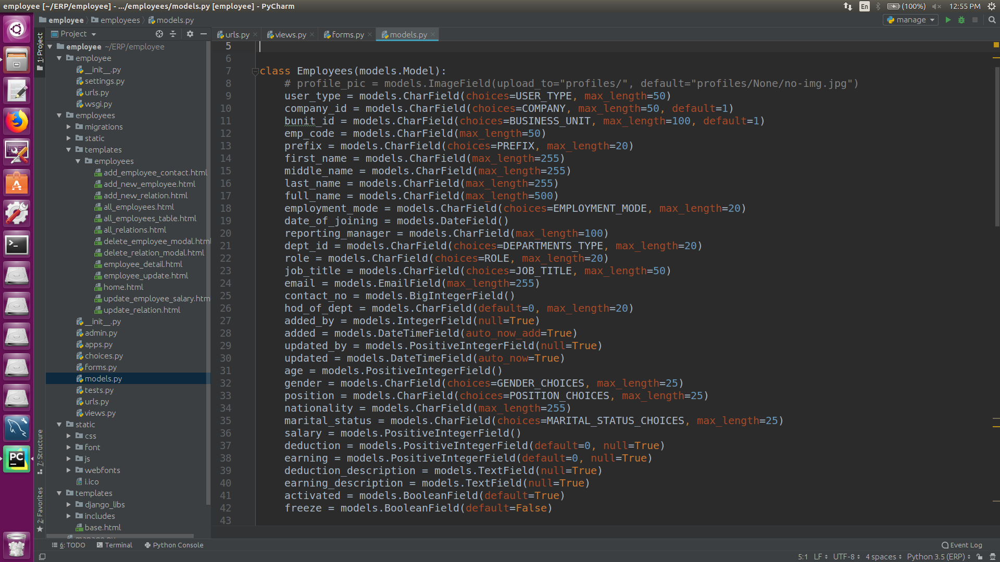 employee [~/ERP/employee] - .../employees/models.py [employee] - PyCharm
En (100%) 12:55 PM
employee employees models.py
manage
1: Project
Project
urls.py views.py forms.py models.py
employee ~/ERP/employee
employee
__init__.py
settings.py
urls.py
wsgi.py
employees
migrations
static
templates
employees
add_employee_contact.html
add_new_employee.html
add_new_relation.html
all_employees.html
all_employees_table.html
all_relations.html
delete_employee_modal.html
delete_relation_modal.html
employee_detail.html
employee_update.html
home.html
update_employee_salary.htm
update_relation.html
__init__.py
admin.py
apps.py
choices.py
forms.py
models.py
tests.py
urls.py
views.py
static
css
font
js
webfonts
i.ico
templates
django_libs
includes
base.html
manage.py
7: Structure
2: Favorites
PC
5
6
7 class Employees(models.Model):
8 # profile_pic = models.ImageField(upload_to="profiles/", default="profiles/None/no-img.jpg")
9 user_type = models.CharField(choices=USER_TYPE, max_length=50)
10 company_id = models.CharField(choices=COMPANY, max_length=50, default=1)
11 bunit_id = models.CharField(choices=BUSINESS_UNIT, max_length=100, default=1)
12 emp_code = models.CharField(max_length=50)
13 prefix = models.CharField(choices=PREFIX, max_length=20)
14 first_name = models.CharField(max_length=255)
15 middle_name = models.CharField(max_length=255)
16 last_name = models.CharField(max_length=255)
17 full_name = models.CharField(max_length=500)
18 employment_mode = models.CharField(choices=EMPLOYMENT_MODE, max_length=20)
19 date_of_joining = models.DateField()
20 reporting_manager = models.CharField(max_length=100)
21 dept_id = models.CharField(choices=DEPARTMENTS_TYPE, max_length=20)
22 role = models.CharField(choices=ROLE, max_length=20)
23 job_title = models.CharField(choices=JOB_TITLE, max_length=50)
24 email = models.EmailField(max_length=255)
25 contact_no = models.BigIntegerField()
26 hod_of_dept = models.CharField(default=0, max_length=20)
27 added_by = models.IntegerField(null=True)
28 added = models.DateTimeField(auto_now_add=True)
29 updated_by = models.PositiveIntegerField(null=True)
30 updated = models.DateTimeField(auto_now=True)
31 age = models.PositiveIntegerField()
32 gender = models.CharField(choices=GENDER_CHOICES, max_length=25)
33 position = models.CharField(choices=POSITION_CHOICES, max_length=25)
34 nationality = models.CharField(max_length=255)
35 marital_status = models.CharField(choices=MARITAL_STATUS_CHOICES, max_length=25)
36 salary = models.PositiveIntegerField()
37 deduction = models.PositiveIntegerField(default=0, null=True)
38 earning = models.PositiveIntegerField(default=0, null=True)
39 deduction_description = models.TextField(null=True)
40 earning_description = models.TextField(null=True)
41 activated = models.BooleanField(default=True)
42 freeze = models.BooleanField(default=False)
43
6: TODO Terminal Python Console Event Log
5:1 LF UTF-8 4 spaces Python 3.5 (ERP)